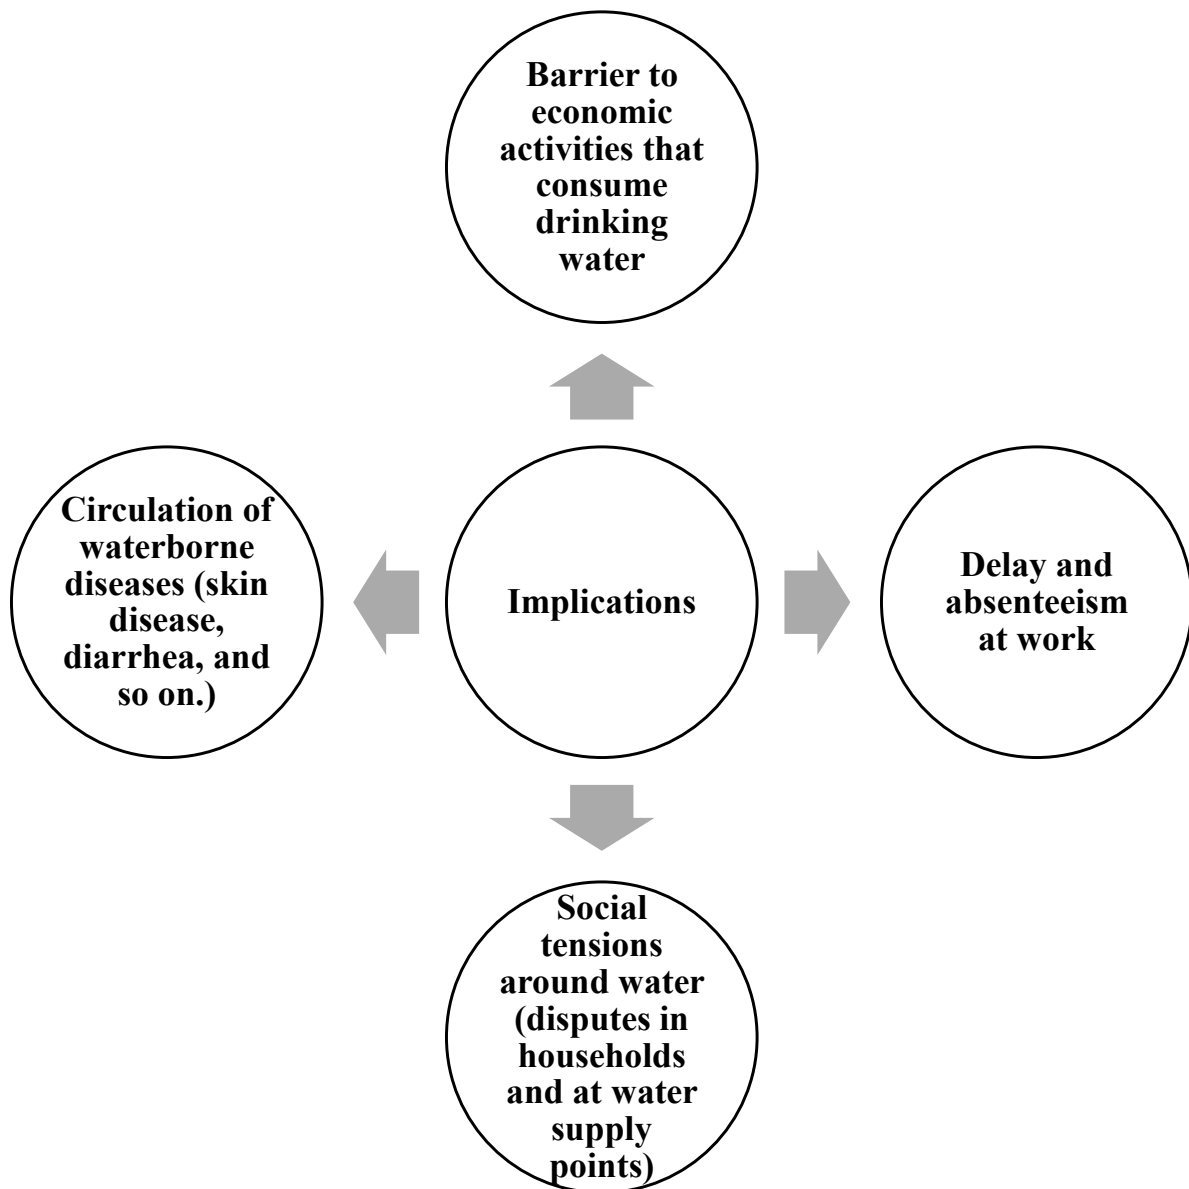 Barrier to
economic
activities that
consume
drinking
water
Circulation of
waterborne
diseases (skin
disease,
diarrhea, and
so on.)
Implications
Delay and
absenteeism
at work
Social
tensions
around water
(disputes in
households
and at water
supply
points)